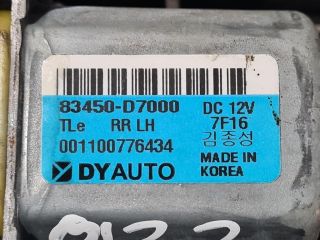 83450-D7000 DC 12V
TLe RR LH 7F16
001100776434 김종성
DYAUTO MADE IN
KOREA